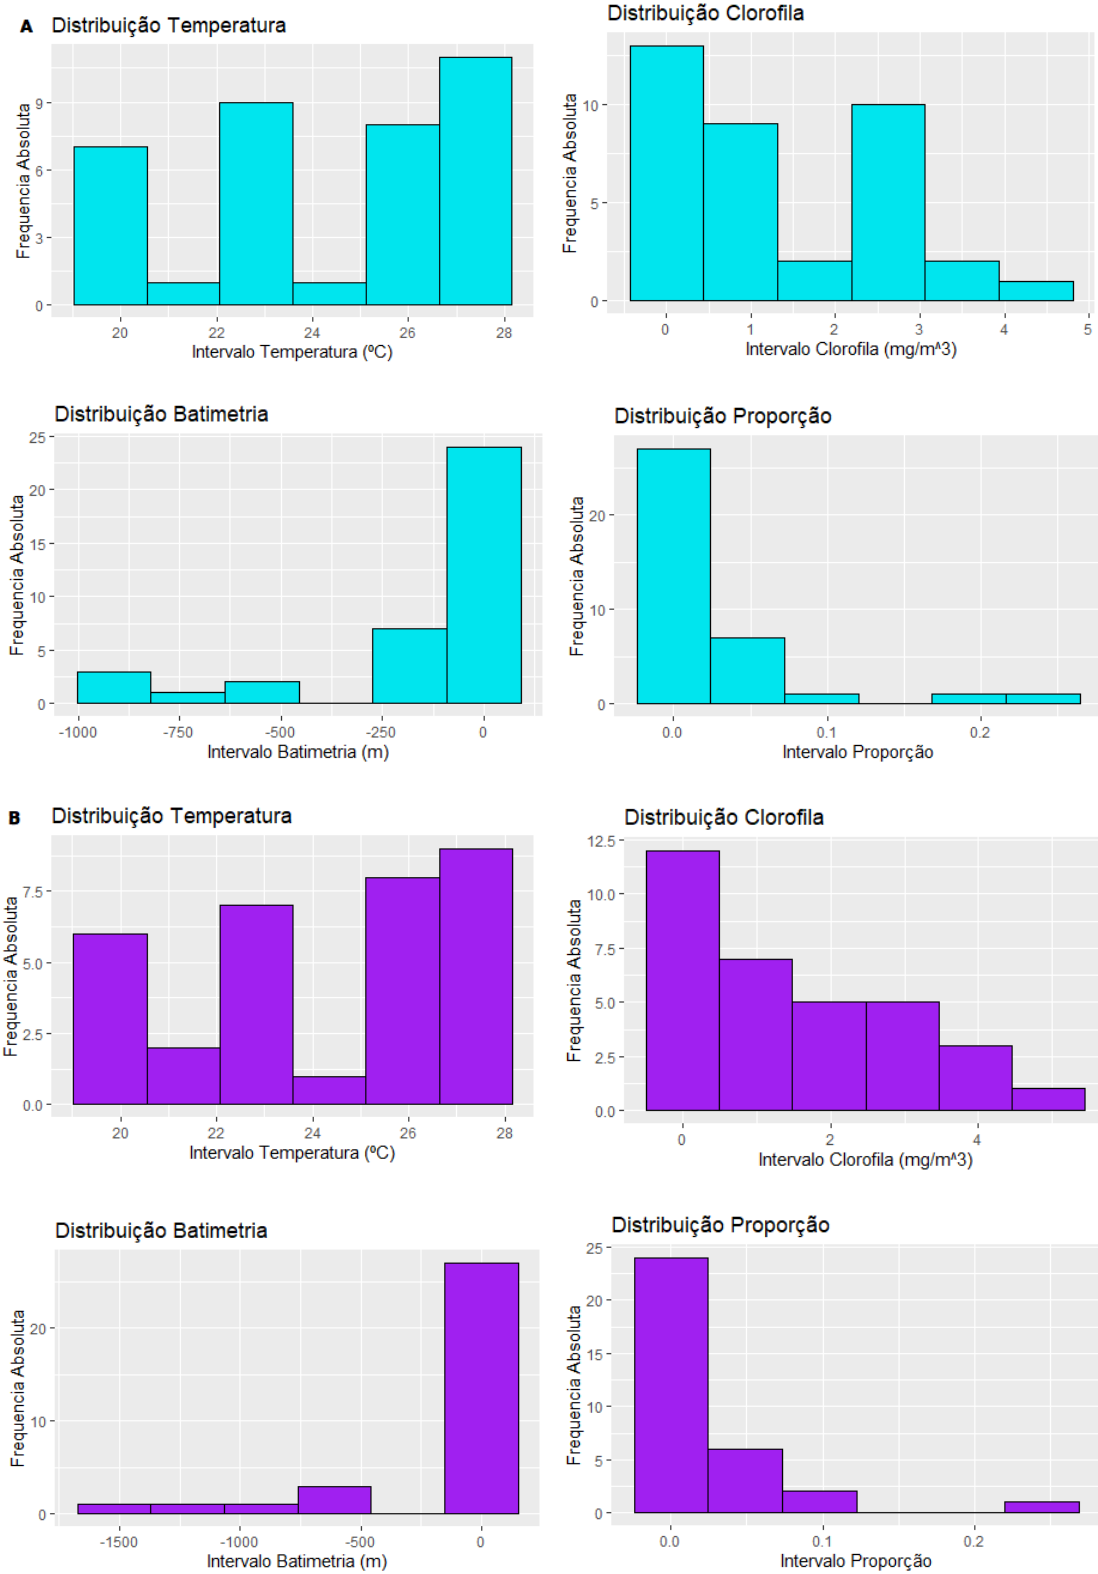 A Distribuição Temperatura
Frequencia Absoluta
9
6
3
0
20 22 24 26 28
Intervalo Temperatura (ºC)
Distribuição Clorofila
Frequencia Absoluta
10
5
0
0 1 2 3 4 5
Intervalo Clorofila (mg/m^3)
Distribuição Batimetria
Frequencia Absoluta
25
20
15
10
5
0
-1000 -750 -500 -250 0
Intervalo Batimetria (m)
Distribuição Proporção
Frequencia Absoluta
20
10
0
0.0 0.1 0.2
Intervalo Proporção
B Distribuição Temperatura
Frequencia Absoluta
7.5
5.0
2.5
0.0
20 22 24 26 28
Intervalo Temperatura (ºC)
Distribuição Clorofila
Frequencia Absoluta
12.5
10.0
7.5
5.0
2.5
0.0
0 2 4
Intervalo Clorofila (mg/m^3)
Distribuição Batimetria
Frequencia Absoluta
20
10
0
-1500 -1000 -500 0
Intervalo Batimetria (m)
Distribuição Proporção
Frequencia Absoluta
25
20
15
10
5
0
0.0 0.1 0.2
Intervalo Proporção